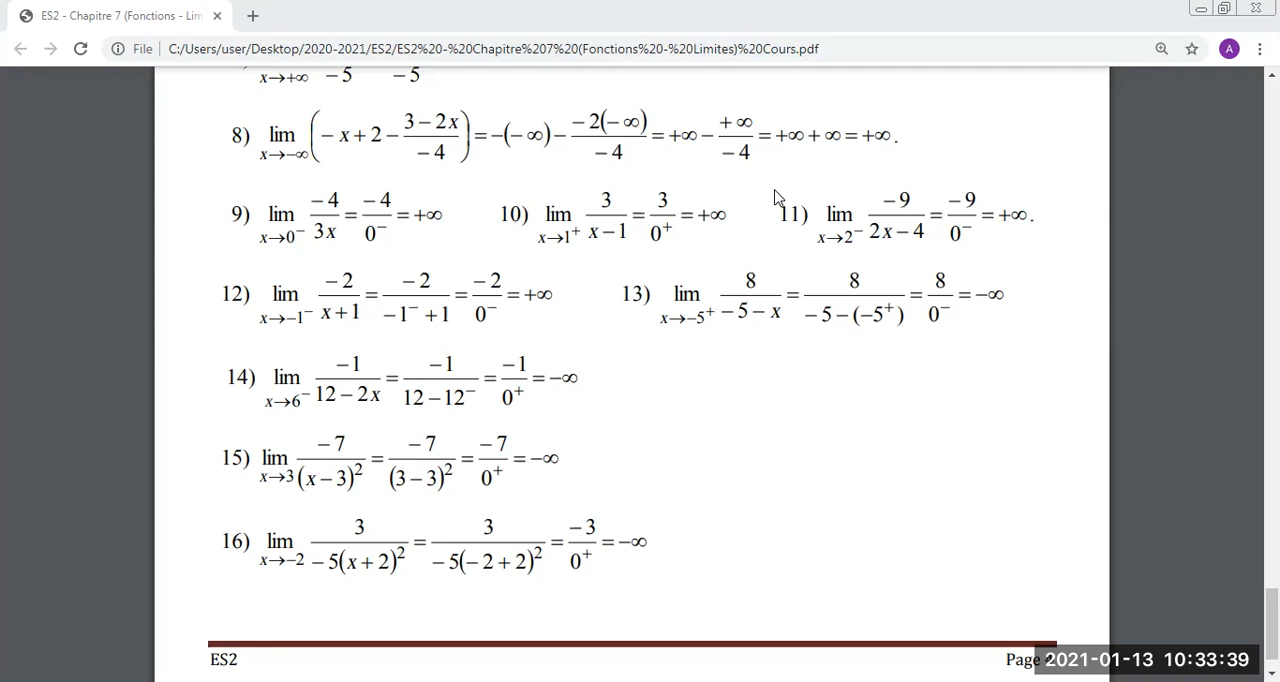 ES2 - Chapitre 7 (Fonctions - Lim
File | C:/Users/user/Desktop/2020-2021/ES2/ES2%20-%20Chapitre%207%20(Fonctions%20-%20Limites)%20Cours.pdf
A
x→+∞ −5 −5
8) lim x→−∞ (−x+2−(3−2x)/(−4)) = −(−∞)−(−2(−∞))/(−4) = +∞−(+∞)/(−4) = +∞+∞ = +∞.
9) lim x→0⁻ (−4)/(3x) = (−4)/0⁻ = +∞ 10) lim x→1⁺ 3/(x−1) = 3/0⁺ = +∞ 11) lim x→2⁻ (−9)/(2x−4) = (−9)/0⁻ = +∞.
12) lim x→−1⁻ (−2)/(x+1) = (−2)/(−1⁻+1) = (−2)/0⁻ = +∞ 13) lim x→−5⁺ 8/(−5−x) = 8/(−5−(−5⁺)) = 8/0⁻ = −∞
14) lim x→6⁻ (−1)/(12−2x) = (−1)/(12−12⁻) = (−1)/0⁺ = −∞
15) lim x→3 (−7)/(x−3)² = (−7)/(3−3)² = (−7)/0⁺ = −∞
16) lim x→−2 3/(−5(x+2)²) = 3/(−5(−2+2)²) = (−3)/0⁺ = −∞
ES2 Page
2021-01-13 10:33:39